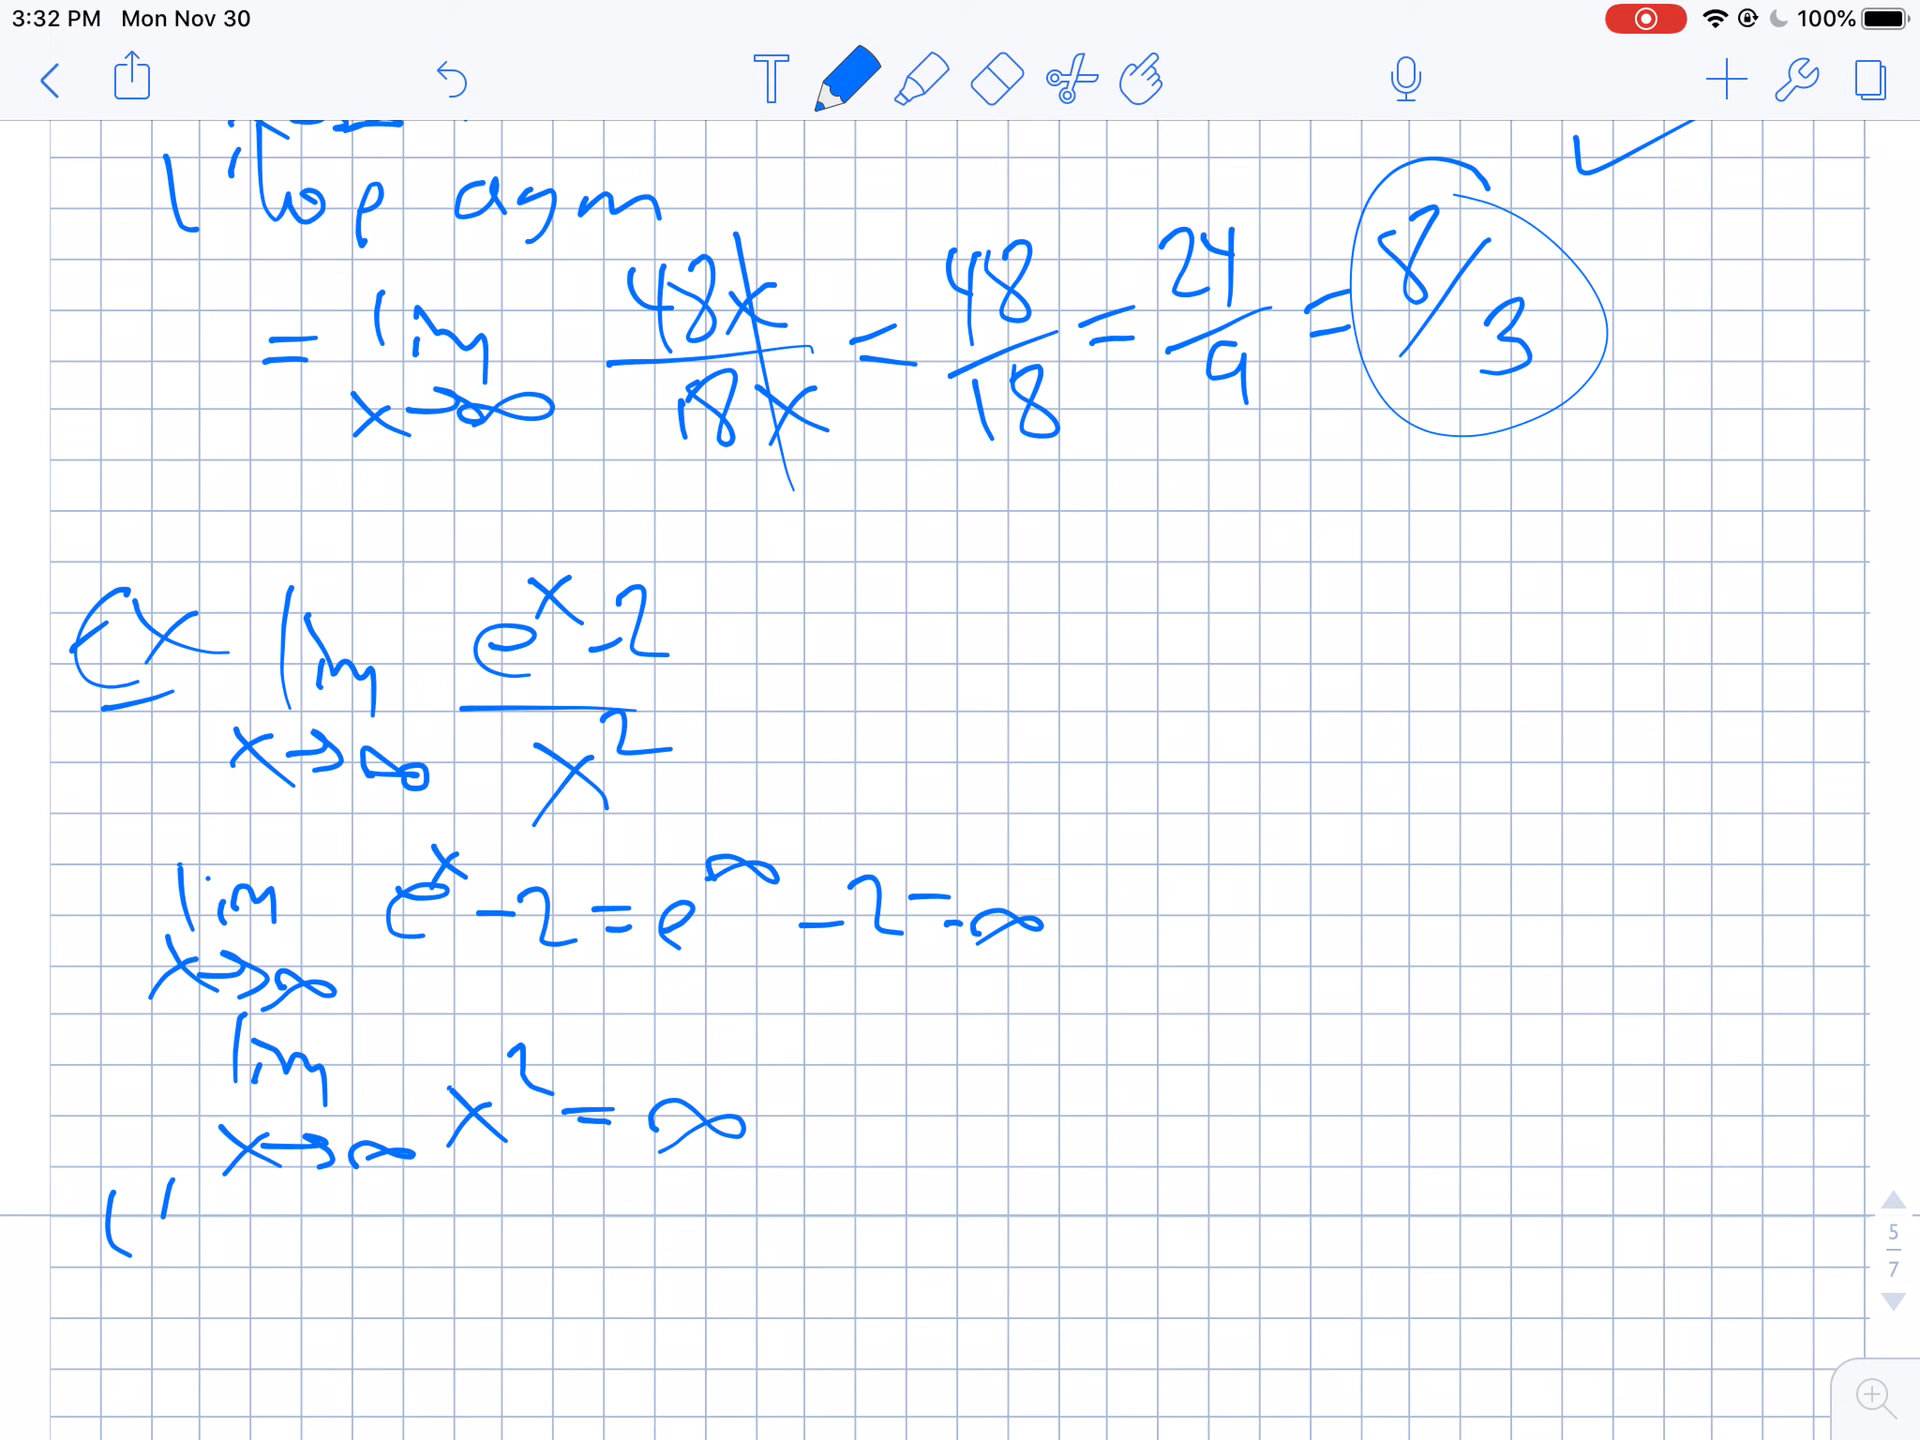 3:32 PM Mon Nov 30 100%
T
L'Hop agm
= lim x→∞ 48x/18x = 48/18 = 24/9 = 8/3
Ex lim x→∞ (e^x - 2)/x^2
lim x→∞ e^x - 2 = e^∞ - 2 = ∞
lim x→∞ x^2 = ∞
L'
5
7